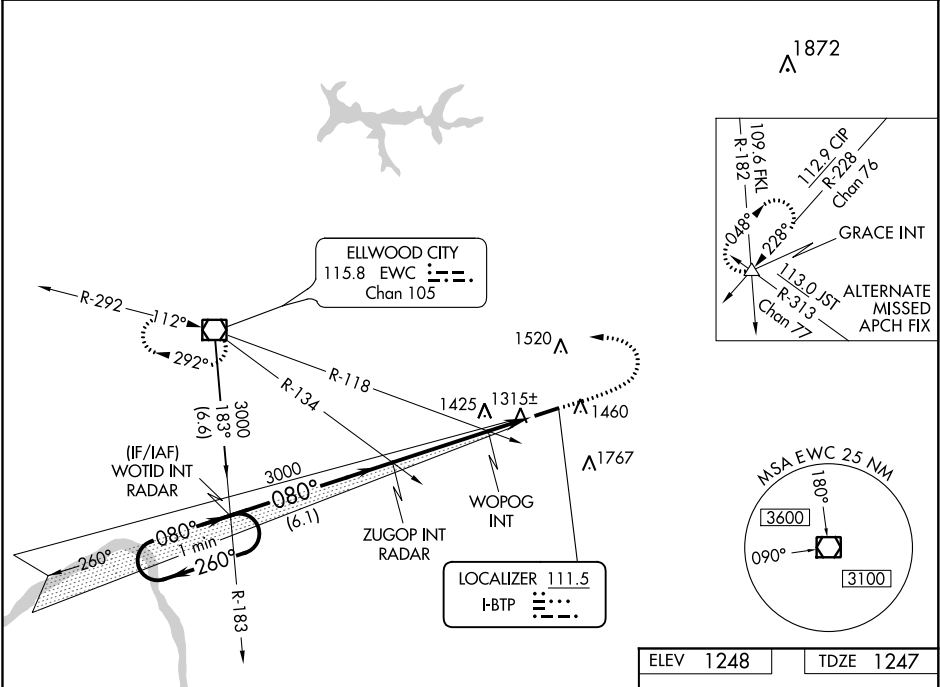 1872
109.6 FKL
R-182
112.9 CIP
R-228
Chan 76
048°
228°
GRACE INT
113.0 JST
R-313
Chan 77
ALTERNATE
MISSED
APCH FIX
ELLWOOD CITY
115.8 EWC
Chan 105
R-292
112°
292°
R-118
R-134
3000
183°
(6.6)
1520
1425
1315±
1460
1767
(IF/IAF)
WOTID INT
RADAR
3000
080°
(6.1)
080°
1 min
260°
260°
R-183
ZUGOP INT
RADAR
WOPOG
INT
LOCALIZER 111.5
I-BTP
MSA EWC 25 NM
180°
3600
090°
3100
ELEV 1248
TDZE 1247